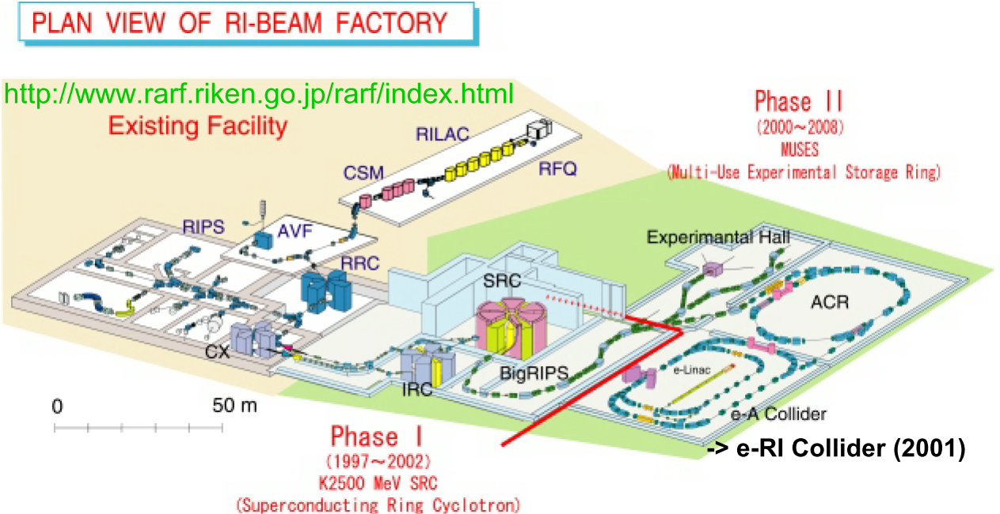 PLAN VIEW OF RI-BEAM FACTORY
http://www.rarf.riken.go.jp/rarf/index.html
Existing Facility
Phase II
(2000~2008)
MUSES
(Multi-Use Experimental Storage Ring)
RILAC
CSM
RFQ
RIPS
AVF
RRC
Experimantal Hall
SRC
ACR
CX
BigRIPS
e-Linac
IRC
0
50 m
e-A Collider
-> e-RI Collider (2001)
Phase I
(1997~2002)
K2500 MeV SRC
(Superconducting Ring Cyclotron)